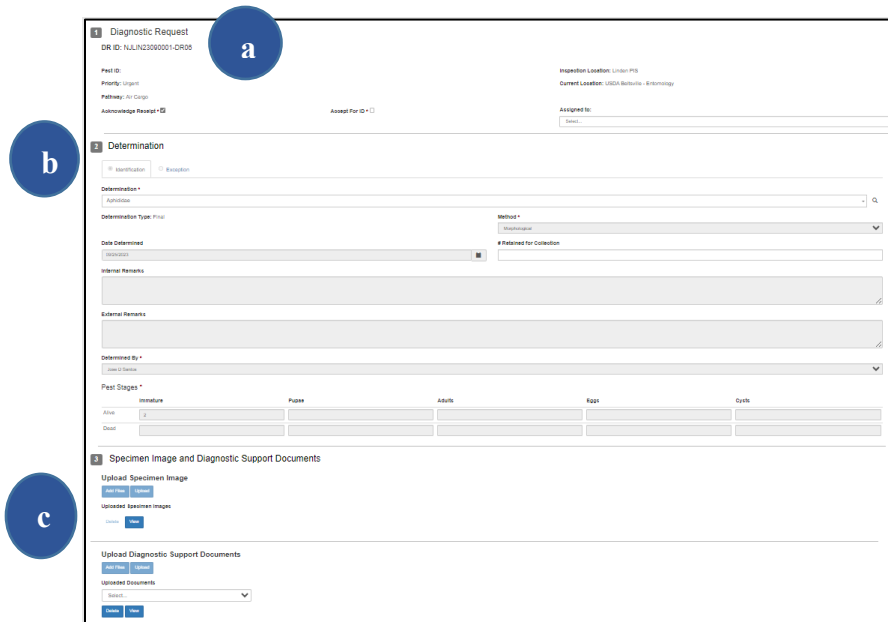 a
1 Diagnostic Request
DR ID: NJLIN23090001-DR06
Pest ID:
Inspection Location: Linden PIS
Priority: Urgent
Current Location: USDA Beltsville - Entomology
Pathway: Air Cargo
Acknowledge Receipt * Accept For ID * Assigned to:
Select...
b
2 Determination
Identification Exception
Determination *
Aphididae
Determination Type: Final Method *
Morphological
Date Determined # Retained for Collection
Internal Remarks
External Remarks
Determined By *
Pest Stages *
Immature Pupae Adults Eggs Cysts
Alive 2
Dead
3 Specimen Image and Diagnostic Support Documents
Upload Specimen Image
Add Files Upload
Uploaded Specimen Images
Delete View
c
Upload Diagnostic Support Documents
Add Files Upload
Uploaded Documents
Select...
Delete View